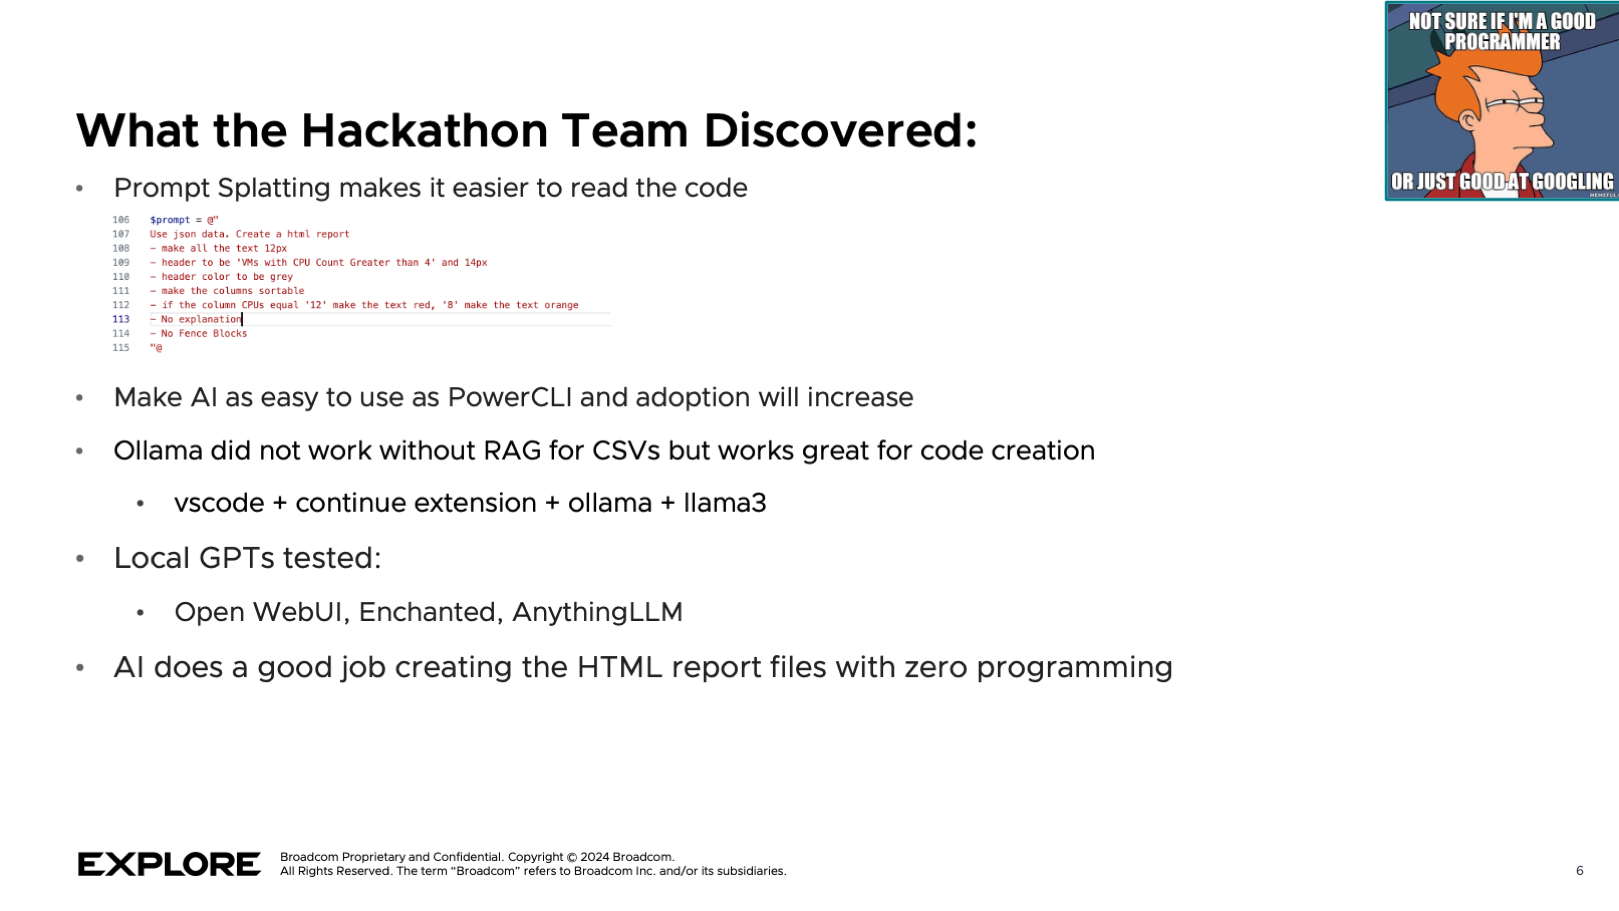 NOT SURE IF I'M A GOOD
PROGRAMMER
OR JUST GOOD AT GOOGLING
What the Hackathon Team Discovered:
• Prompt Splatting makes it easier to read the code
106 $prompt = @"
107 Use json data. Create a html report
108 – make all the text 12px
109 – header to be 'VMs with CPU Count Greater than 4' and 14px
110 – header color to be grey
111 – make the columns sortable
112 – if the column CPUs equal '12' make the text red, '8' make the text orange
113 – No explanation
114 – No Fence Blocks
115 "@
• Make AI as easy to use as PowerCLI and adoption will increase
• Ollama did not work without RAG for CSVs but works great for code creation
• vscode + continue extension + ollama + llama3
• Local GPTs tested:
• Open WebUI, Enchanted, AnythingLLM
• AI does a good job creating the HTML report files with zero programming
EXPLORE
Broadcom Proprietary and Confidential. Copyright © 2024 Broadcom.
All Rights Reserved. The term “Broadcom” refers to Broadcom Inc. and/or its subsidiaries.
6